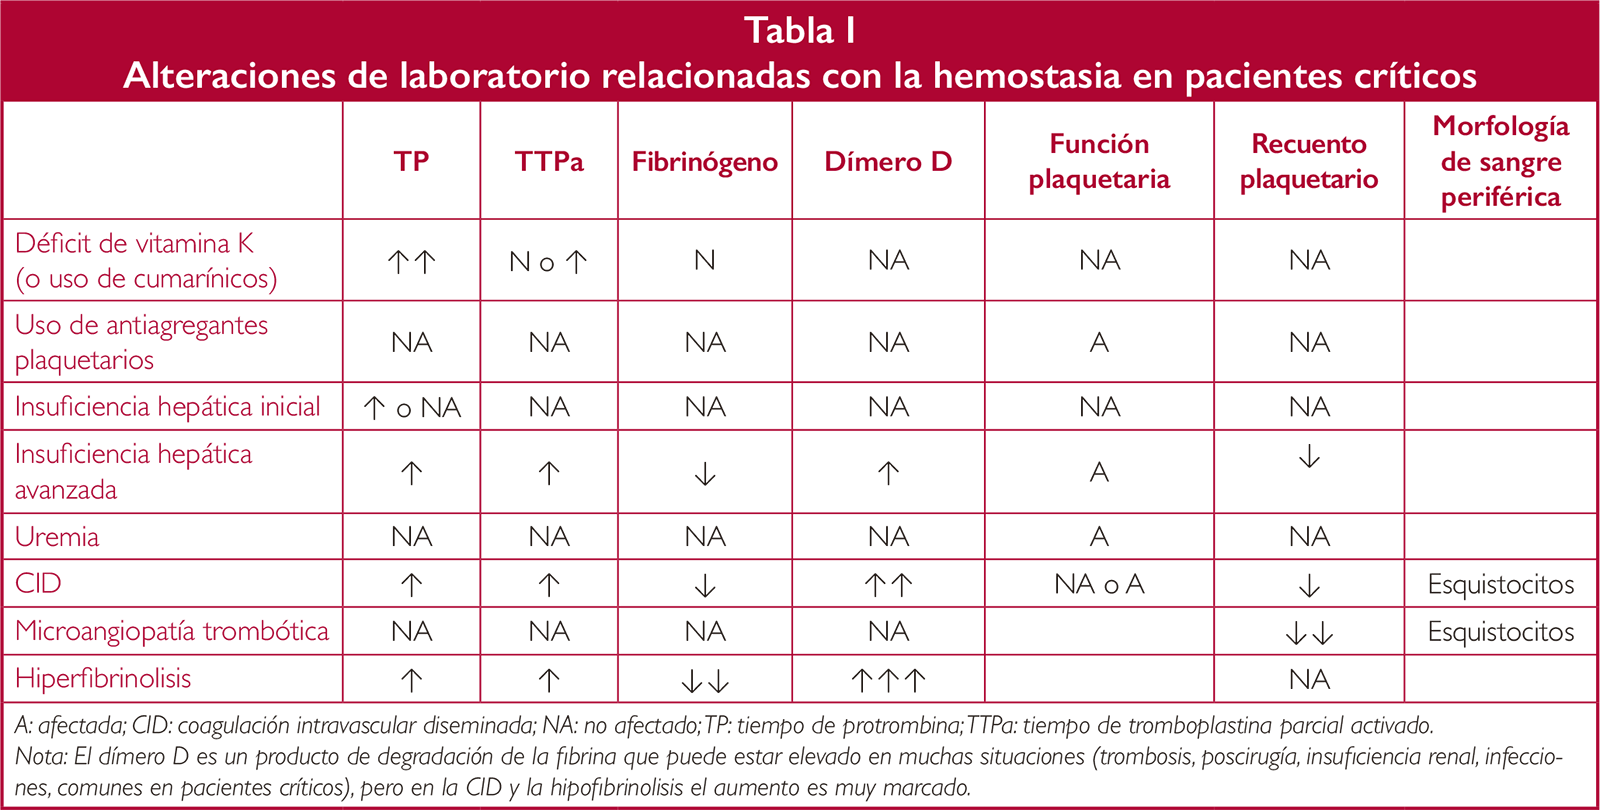 Tabla I
Alteraciones de laboratorio relacionadas con la hemostasia en pacientes críticos
TP TTPa Fibrinógeno Dímero D Función plaquetaria Recuento plaquetario Morfología de sangre periférica
Déficit de vitamina K (o uso de cumarínicos) ↑↑ N o ↑ N NA NA NA
Uso de antiagregantes plaquetarios NA NA NA NA A NA
Insuficiencia hepática inicial ↑ o NA NA NA NA NA NA
Insuficiencia hepática avanzada ↑ ↑ ↓ ↑ A ↓
Uremia NA NA NA NA A NA
CID ↑ ↑ ↓ ↑↑ NA o A ↓ Esquistocitos
Microangiopatía trombótica NA NA NA NA ↓↓ Esquistocitos
Hiperfibrinolisis ↑ ↑ ↓↓ ↑↑↑ NA
A: afectada; CID: coagulación intravascular diseminada; NA: no afectado; TP: tiempo de protrombina; TTPa: tiempo de tromboplastina parcial activado.
Nota: El dímero D es un producto de degradación de la fibrina que puede estar elevado en muchas situaciones (trombosis, poscirugía, insuficiencia renal, infeccio-
nes, comunes en pacientes críticos), pero en la CID y la hipofibrinolisis el aumento es muy marcado.